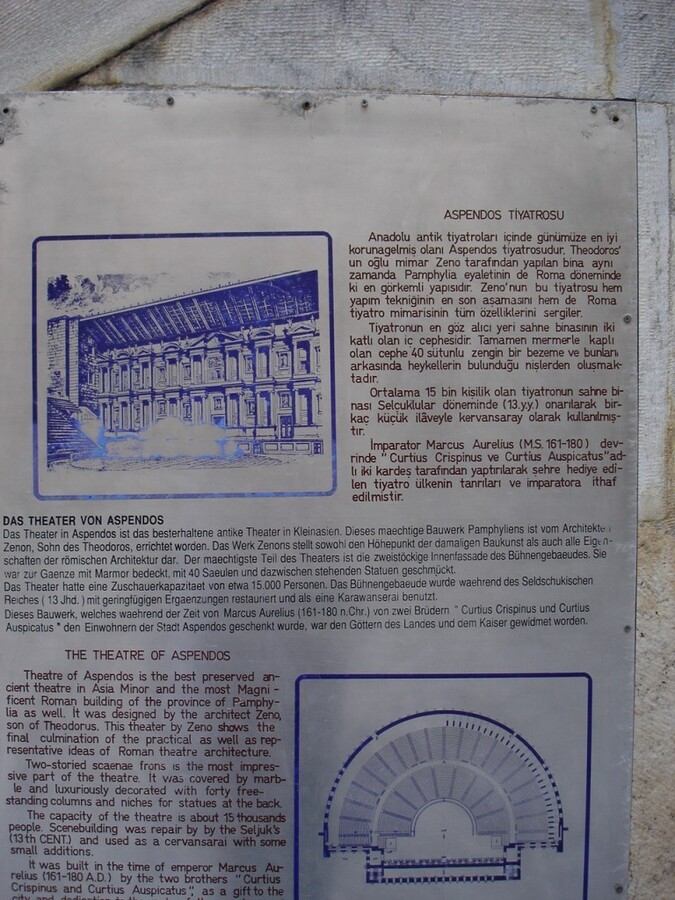 ASPENDOS TİYATROSU
Anadolu antik tiyatroları içinde günümüze en iyi
korunagelmiş olanı Aspendos tiyatrosudur. Theodoros'
un oğlu mimar Zeno tarafından yapılan bina aynı
zamanda Pamphylia eyaletinin de Roma döneminde
ki en görkemli yapısıdır. Zeno'nun bu tiyatrosu hem
yapım tekniğinin en son aşamasını hem de Roma
tiyatro mimarisinin tüm özelliklerini sergiler.
Tiyatronun en göz alıcı yeri sahne binasının iki
katlı olan iç cephesidir. Tamamen mermerle kaplı
olan cephe 40 sütunlu zengin bir bezeme ve bunların
arkasında heykellerin bulunduğu nişlerden oluşmak-
tadır.
Ortalama 15 bin kişilik olan tiyatronun sahne bi-
nası Selçuklular döneminde (13.yy.) onarılarak bir-
kaç küçük ilâveyle kervansaray olarak kullanılmış-
tır.
İmparator Marcus Aurelius (M.S. 161-180) dev-
rinde "Curtius Crispinus ve Curtius Auspicatus" ad-
lı iki kardeş tarafından yaptırılarak şehre hediye edi-
len tiyatro ülkenin tanrıları ve imparatora ithaf
edilmiştir.
DAS THEATER VON ASPENDOS
Das Theater in Aspendos ist das besterhaltene antike Theater in Kleinasien. Dieses maechtige Bauwerk Pamphyliens ist vom Architekten
Zenon, Sohn des Theodoros, errichtet worden. Das Werk Zenons stellt sowohl den Höhepunkt der damaligen Baukunst als auch alle Eigen-
schaften der römischen Architektur dar. Der maechtigste Teil des Theaters ist die zweistöckige Innenfassade des Bühnengebaeudes. Sie
war zur Gaenze mit Marmor bedeckt, mit 40 Saeulen und dazwischen stehenden Statuen geschmückt.
Das Theater hatte eine Zuschauerkapazitaet von etwa 15.000 Personen. Das Bühnengebaeude wurde waehrend des Seldschukischen
Reiches ( 13 Jhd. ) mit geringfügigen Ergaenzungen restauriert und als eine Karawanserai benutzt.
Dieses Bauwerk, welches waehrend der Zeit von Marcus Aurelius (161-180 n.Chr.) von zwei Brüdern " Curtius Crispinus und Curtius
Auspicatus " den Einwohnern der Stadt Aspendos geschenkt wurde, war den Göttern des Landes und dem Kaiser gewidmet worden.
THE THEATRE OF ASPENDOS
Theatre of Aspendos is the best preserved an-
cient theatre in Asia Minor and the most Magni -
ficent Roman building of the province of Pamphy-
lia as well. It was designed by the architect Zeno,
son of Theodorus. This theater by Zeno shows the
final culmination of the practical as well as rep-
resentative ideas of Roman theatre architecture.
Two-storied scaenae frons is the most impres-
sive part of the theatre. It was covered by marb-
le and luxuriously decorated with forty free-
standing columns and niches for statues at the back.
The capacity of the theatre is about 15 thousands
people. Scenebuilding was repair by by the Seljuk's
(13th CENT.) and used as a cervansarai with some
small additions.
It was built in the time of emperor Marcus Au-
relius (161-180 A.D.) by the two brothers "Curtius
Crispinus and Curtius Auspicatus", as a gift to the
city and